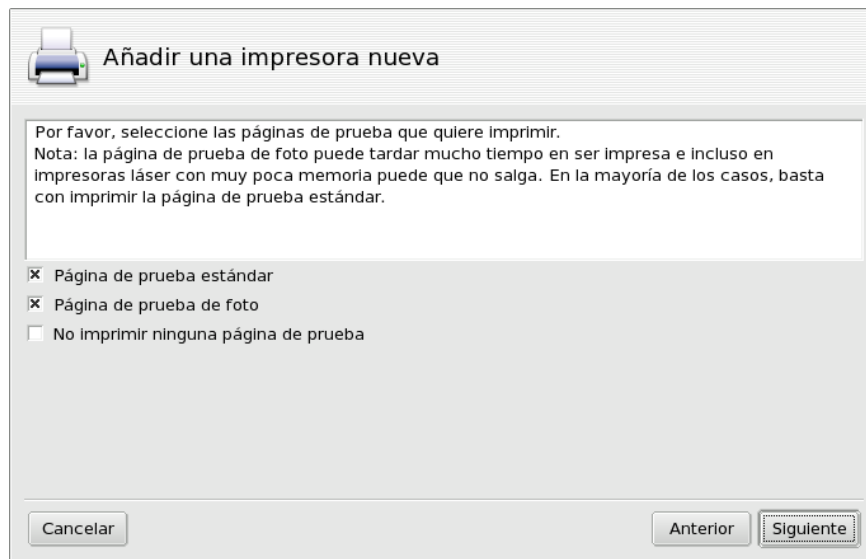 Añadir una impresora nueva
Por favor, seleccione las páginas de prueba que quiere imprimir.
Nota: la página de prueba de foto puede tardar mucho tiempo en ser impresa e incluso en
impresoras láser con muy poca memoria puede que no salga. En la mayoría de los casos, basta
con imprimir la página de prueba estándar.
Página de prueba estándar
Página de prueba de foto
No imprimir ninguna página de prueba
Cancelar
Anterior
Siguiente